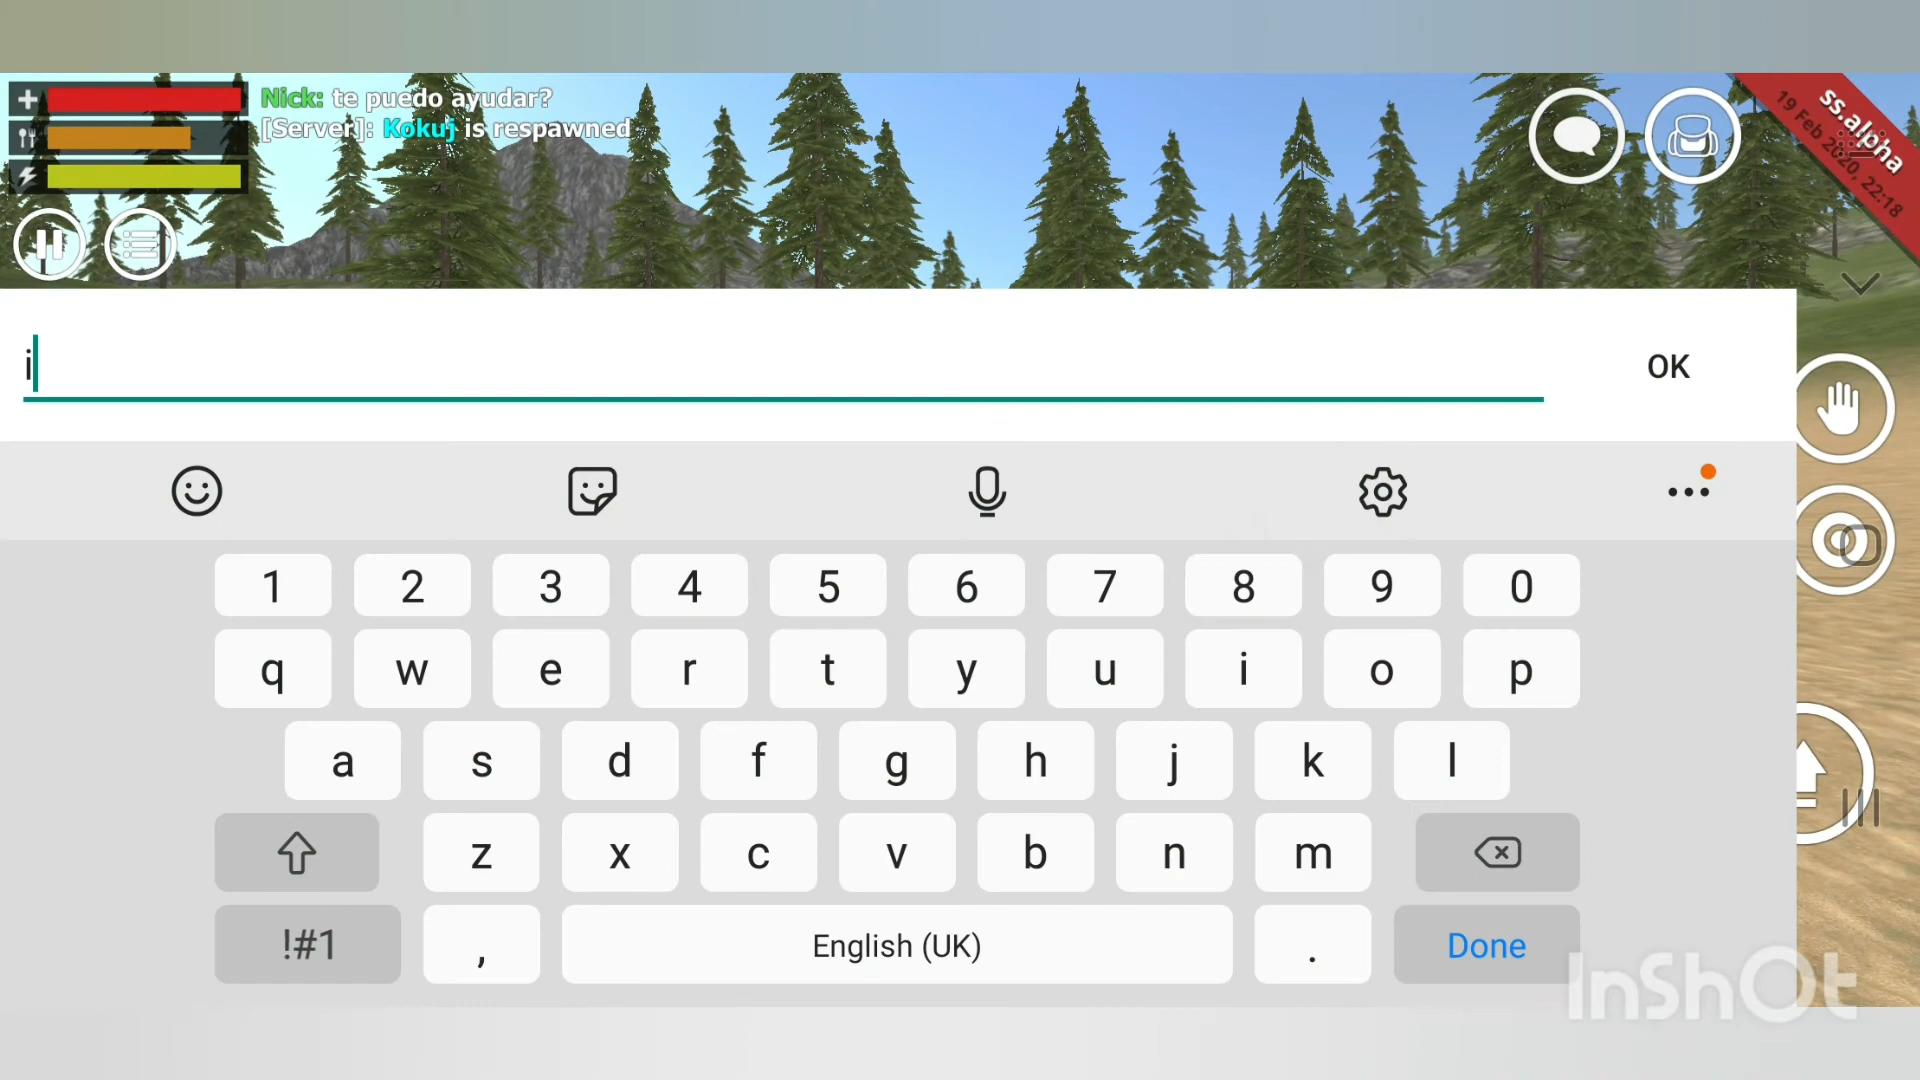 Nick: te puedo ayudar?
[Server]: Kokuj is respawned
ss.alpha
19 Feb 2020, 22:18
i
OK
1 2 3 4 5 6 7 8 9 0
q w e r t y u i o p
a s d f g h j k l
z x c v b n m
!#1 , English (UK) . Done
InShOt